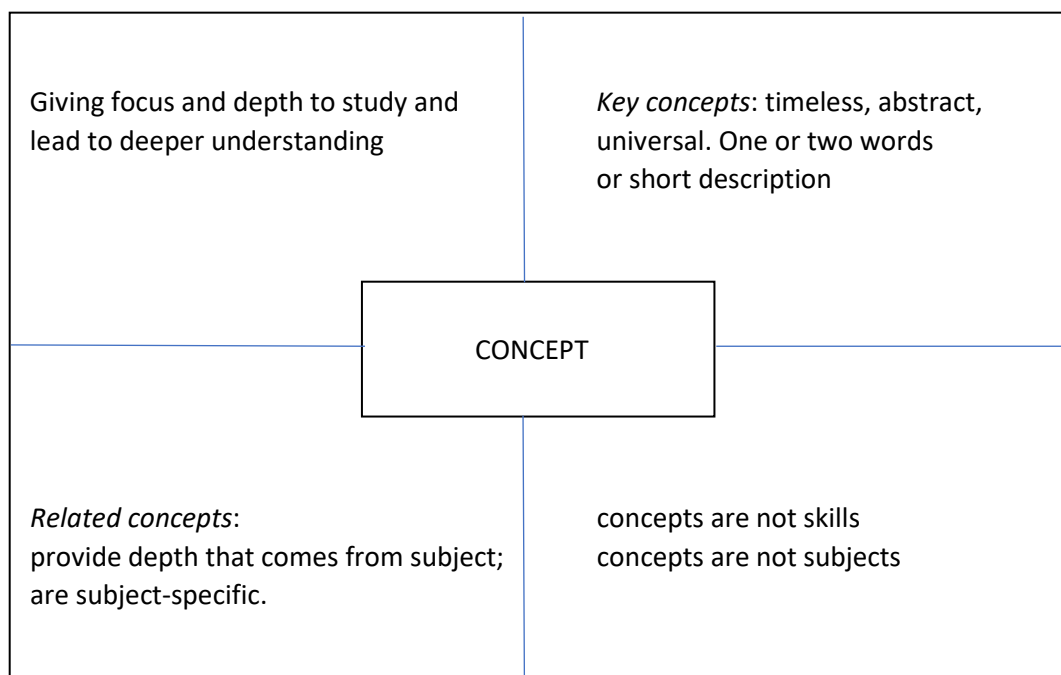 Giving focus and depth to study and
lead to deeper understanding
Key concepts: timeless, abstract,
universal. One or two words
or short description
CONCEPT
Related concepts:
provide depth that comes from subject;
are subject-specific.
concepts are not skills
concepts are not subjects